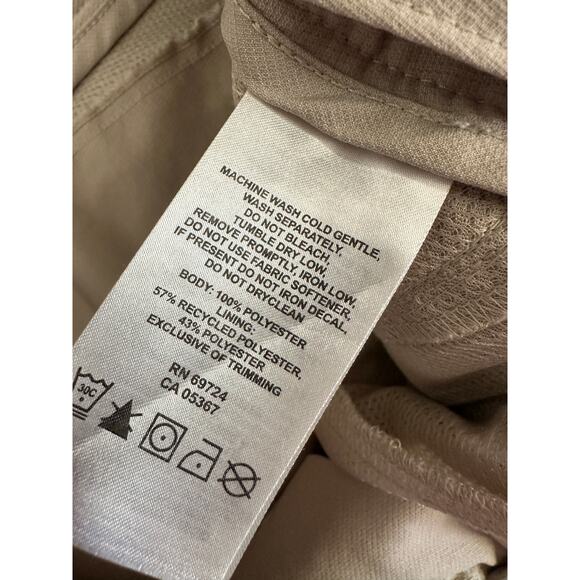 MACHINE WASH COLD GENTLE,
WASH SEPARATELY,
DO NOT BLEACH,
TUMBLE DRY LOW,
REMOVE PROMPTLY, IRON LOW,
DO NOT USE FABRIC SOFTENER,
IF PRESENT DO NOT IRON DECAL,
DO NOT DRYCLEAN
BODY: 100% POLYESTER
LINING:
57% RECYCLED POLYESTER,
43% POLYESTER
EXCLUSIVE OF TRIMMING
RN 69724
CA 05367
30C